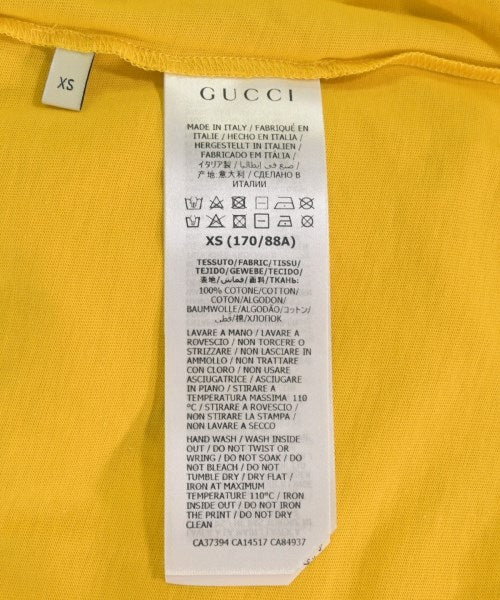 XS
GUCCI
MADE IN ITALY / FABRIQUÉ EN
ITALIE / HECHO EN ITALIA /
HERGESTELLT IN ITALIEN /
FABRICADO EM ITÁLIA /
イタリア製 / صنع في إيطاليا /
产地 意大利 / СДЕЛАНО В
ИТАЛИИ
XS (170/88A)
TESSUTO/FABRIC/TISSU/
TEJIDO/GEWEBE/TECIDO/
表地/قماش/面料/ТКАНЬ:
100% COTONE/COTTON/
COTON/ALGODON/
BAUMWOLLE/ALGODÃO/コットン/
قطن/棉/ХЛОПОК
LAVARE A MANO / LAVARE A
ROVESCIO / NON TORCERE O
STRIZZARE / NON LASCIARE IN
AMMOLLO / NON TRATTARE
CON CLORO / NON USARE
ASCIUGATRICE / ASCIUGARE
IN PIANO / STIRARE A
TEMPERATURA MASSIMA 110
°C / STIRARE A ROVESCIO /
NON STIRARE LA STAMPA /
NON LAVARE A SECCO
HAND WASH / WASH INSIDE
OUT / DO NOT TWIST OR
WRING / DO NOT SOAK / DO
NOT BLEACH / DO NOT
TUMBLE DRY / DRY FLAT /
IRON AT MAXIMUM
TEMPERATURE 110°C / IRON
INSIDE OUT / DO NOT IRON
THE PRINT / DO NOT DRY
CLEAN
CA37394 CA14517 CA84937